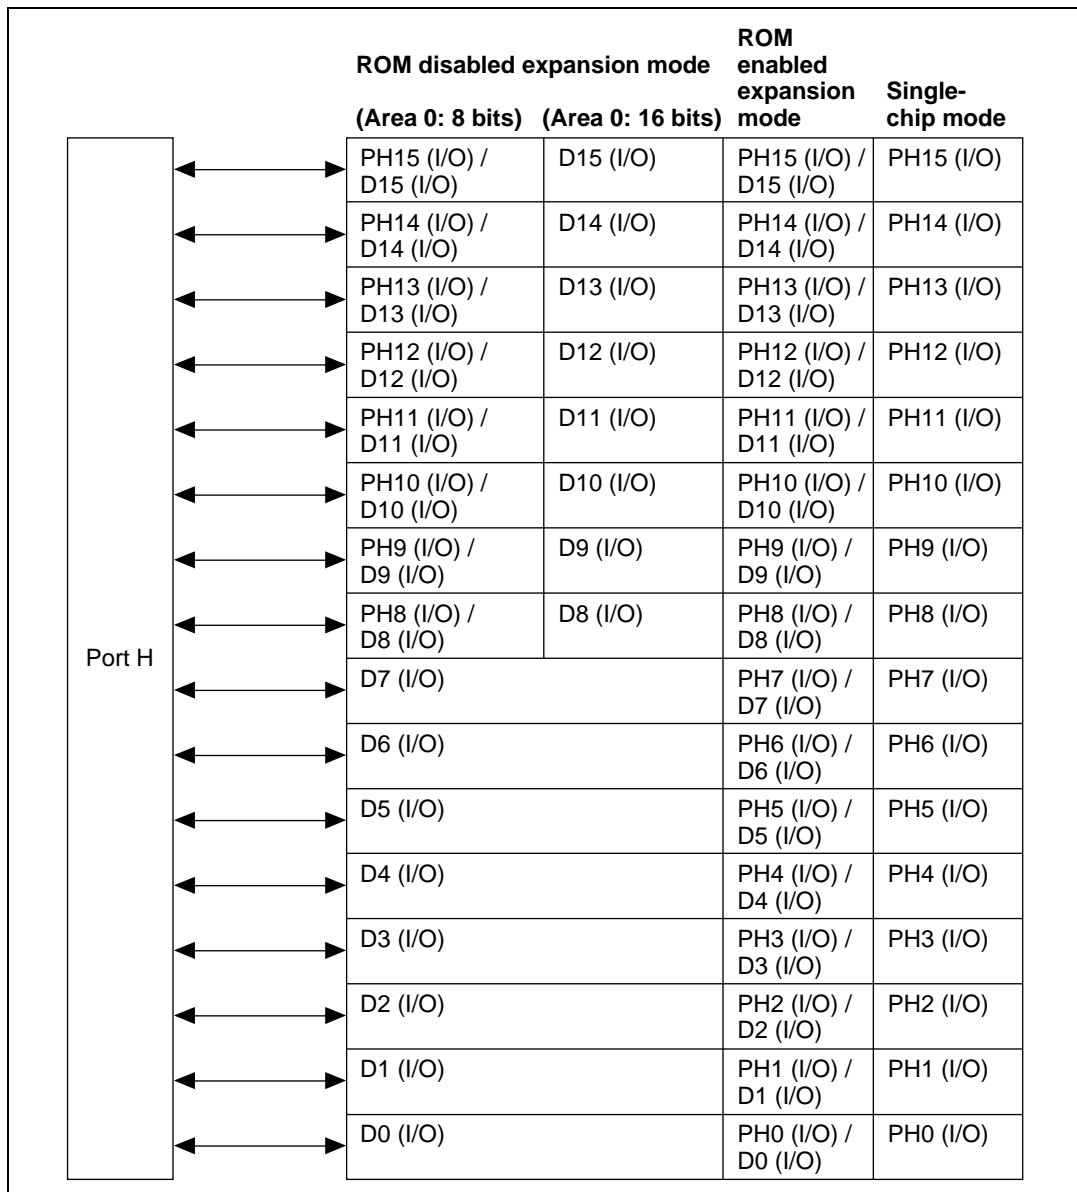 ROM disabled expansion mode
(Area 0: 8 bits) (Area 0: 16 bits)
ROM
enabled
expansion
mode
Single-
chip mode
Port H
PH15 (I/O) /
D15 (I/O)
D15 (I/O)
PH15 (I/O) /
D15 (I/O)
PH15 (I/O)
PH14 (I/O) /
D14 (I/O)
D14 (I/O)
PH14 (I/O) /
D14 (I/O)
PH14 (I/O)
PH13 (I/O) /
D13 (I/O)
D13 (I/O)
PH13 (I/O) /
D13 (I/O)
PH13 (I/O)
PH12 (I/O) /
D12 (I/O)
D12 (I/O)
PH12 (I/O) /
D12 (I/O)
PH12 (I/O)
PH11 (I/O) /
D11 (I/O)
D11 (I/O)
PH11 (I/O) /
D11 (I/O)
PH11 (I/O)
PH10 (I/O) /
D10 (I/O)
D10 (I/O)
PH10 (I/O) /
D10 (I/O)
PH10 (I/O)
PH9 (I/O) /
D9 (I/O)
D9 (I/O)
PH9 (I/O) /
D9 (I/O)
PH9 (I/O)
PH8 (I/O) /
D8 (I/O)
D8 (I/O)
PH8 (I/O) /
D8 (I/O)
PH8 (I/O)
D7 (I/O)
PH7 (I/O) /
D7 (I/O)
PH7 (I/O)
D6 (I/O)
PH6 (I/O) /
D6 (I/O)
PH6 (I/O)
D5 (I/O)
PH5 (I/O) /
D5 (I/O)
PH5 (I/O)
D4 (I/O)
PH4 (I/O) /
D4 (I/O)
PH4 (I/O)
D3 (I/O)
PH3 (I/O) /
D3 (I/O)
PH3 (I/O)
D2 (I/O)
PH2 (I/O) /
D2 (I/O)
PH2 (I/O)
D1 (I/O)
PH1 (I/O) /
D1 (I/O)
PH1 (I/O)
D0 (I/O)
PH0 (I/O) /
D0 (I/O)
PH0 (I/O)